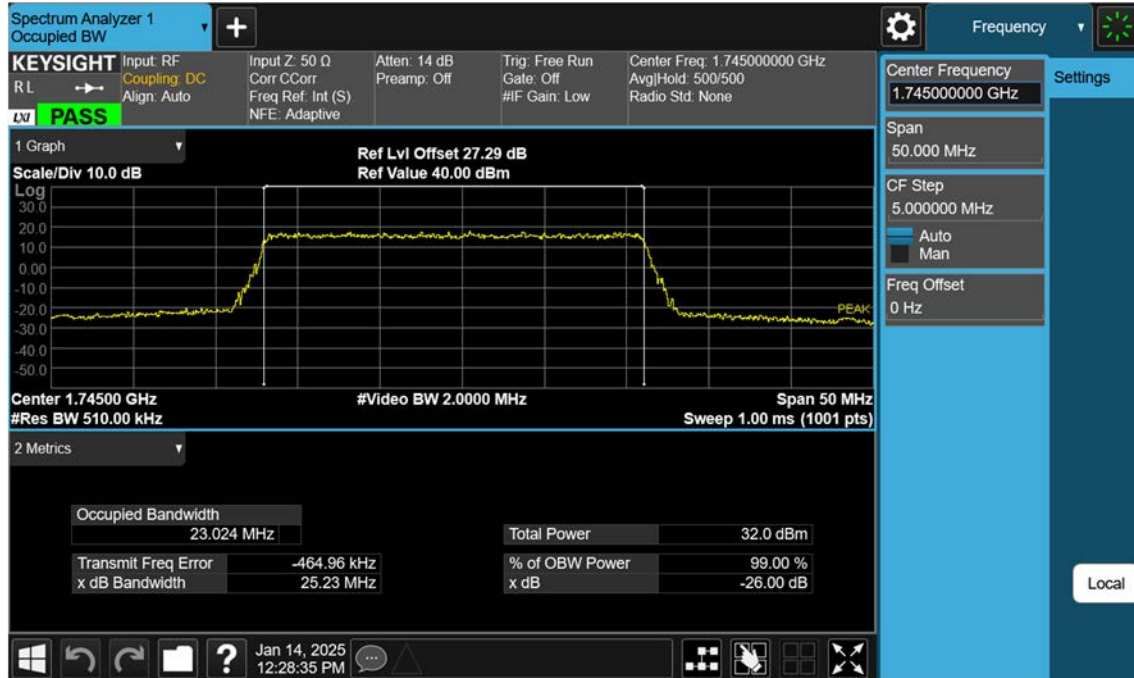 Spectrum Analyzer 1
Occupied BW
Frequency
KEYSIGHT
R L
LXI
PASS
Input: RF
Coupling: DC
Align: Auto
Input Z: 50 Ω
Corr CCorr
Freq Ref: Int (S)
NFE: Adaptive
Atten: 14 dB
Preamp: Off
Trig: Free Run
Gate: Off
#IF Gain: Low
Center Freq: 1.745000000 GHz
Avg|Hold: 500/500
Radio Std: None
1 Graph
Scale/Div 10.0 dB
Ref Lvl Offset 27.29 dB
Ref Value 40.00 dBm
Log
30.0
20.0
10.0
0.00
-10.0
-20.0
-30.0
-40.0
-50.0
PEAK
Center 1.74500 GHz
#Video BW 2.0000 MHz
Span 50 MHz
#Res BW 510.00 kHz
Sweep 1.00 ms (1001 pts)
2 Metrics
Occupied Bandwidth
23.024 MHz
Total Power 32.0 dBm
Transmit Freq Error -464.96 kHz
% of OBW Power 99.00 %
x dB Bandwidth 25.23 MHz
x dB -26.00 dB
Jan 14, 2025
12:28:35 PM
Center Frequency
1.745000000 GHz
Settings
Span
50.000 MHz
CF Step
5.000000 MHz
Auto
Man
Freq Offset
0 Hz
Local